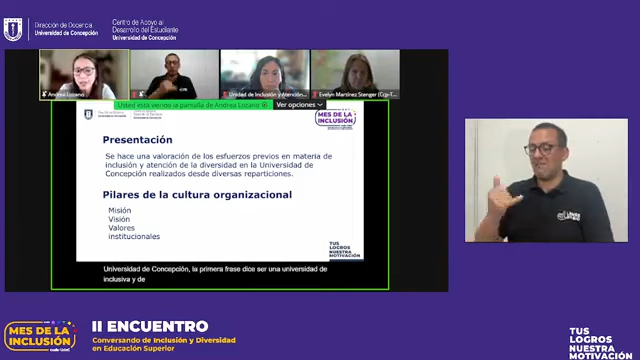 Dirección de Docencia
Universidad de Concepción
Centro de Apoyo al
Desarrollo del Estudiante
Universidad de Concepción
Andrea Lozano
Unidad de Inclusión y Atención...
Evelyn Martínez Stenger (Crp-T...
Usted está viendo la pantalla de Andrea Lozano
Ver opciones
MES DE LA
INCLUSIÓN
Presentación
Se hace una valoración de los esfuerzos previos en materia de
inclusión y atención de la diversidad en la Universidad de
Concepción realizados desde diversas reparticiones.
Pilares de la cultura organizacional
Misión
Visión
Valores
institucionales
TUS
LOGROS
NUESTRA
MOTIVACIÓN
Universidad de Concepción, la primera frase dice ser una universidad de
inclusiva y de
MES DE LA
INCLUSIÓN
II ENCUENTRO
Conversando de Inclusión y Diversidad
en Educación Superior
TUS
LOGROS
NUESTRA
MOTIVACIÓN